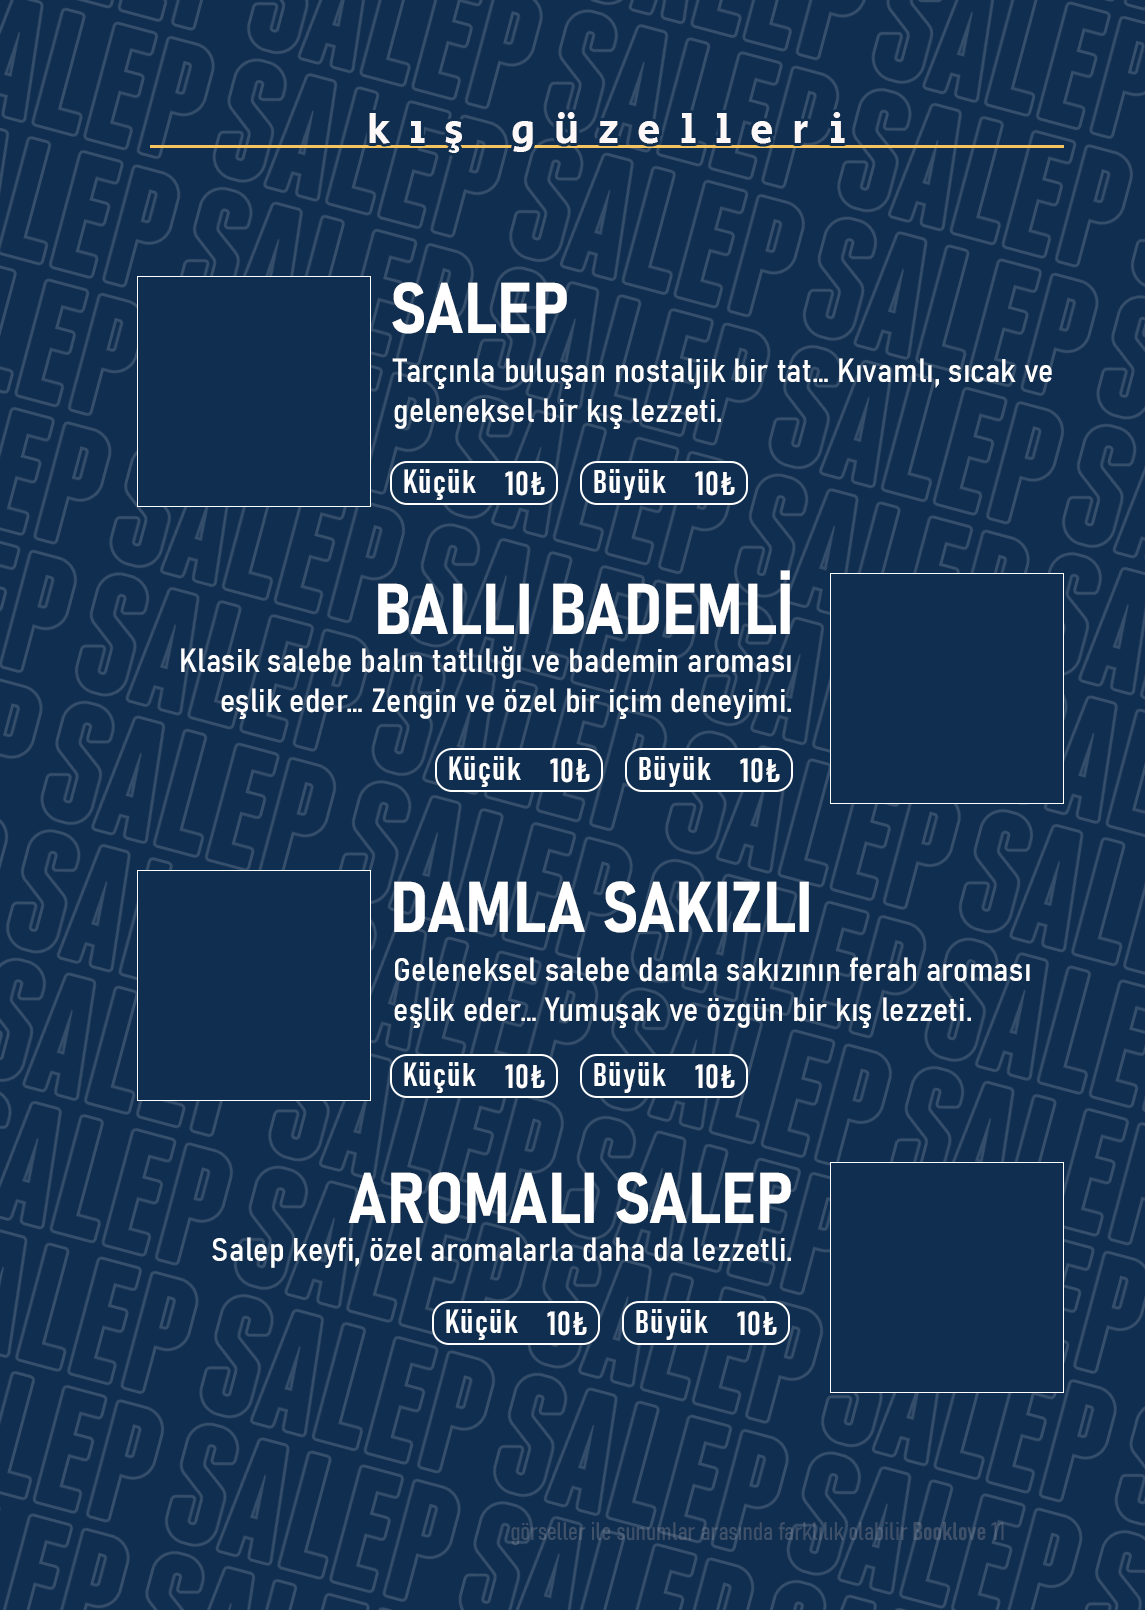 kış güzelleri
SALEP
Tarçınla buluşan nostaljik bir tat... Kıvamlı, sıcak ve
geleneksel bir kış lezzeti.
Küçük 10₺ Büyük 10₺
BALLI BADEMLİ
Klasik salebe balın tatlılığı ve bademin aroması
eşlik eder... Zengin ve özel bir içim deneyimi.
Küçük 10₺ Büyük 10₺
DAMLA SAKIZLI
Geleneksel salebe damla sakızının ferah aroması
eşlik eder... Yumuşak ve özgün bir kış lezzeti.
Küçük 10₺ Büyük 10₺
AROMALI SALEP
Salep keyfi, özel aromalarla daha da lezzetli.
Küçük 10₺ Büyük 10₺
görseller ile sunumlar arasında farklılık olabilir Booklove 11